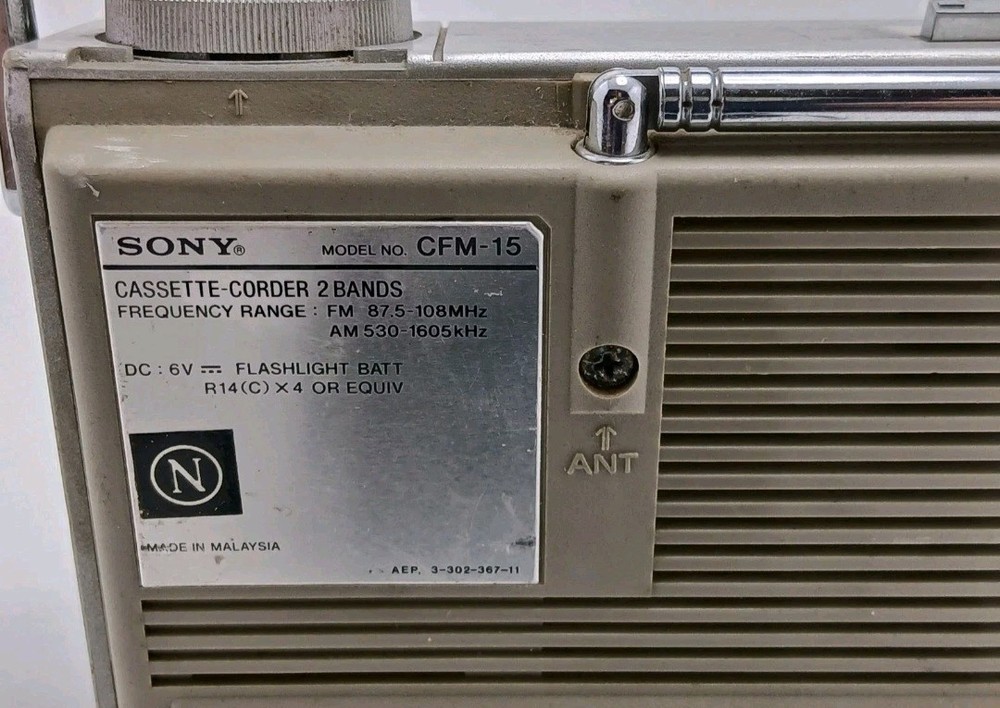 SONY® MODEL NO. CFM-15
CASSETTE-CORDER 2 BANDS
FREQUENCY RANGE : FM 87.5-108MHz
AM 530-1605kHz
DC : 6V ⎓ FLASHLIGHT BATT
R14(C) X 4 OR EQUIV
N
MADE IN MALAYSIA
AEP. 3-302-367-11
↑
ANT